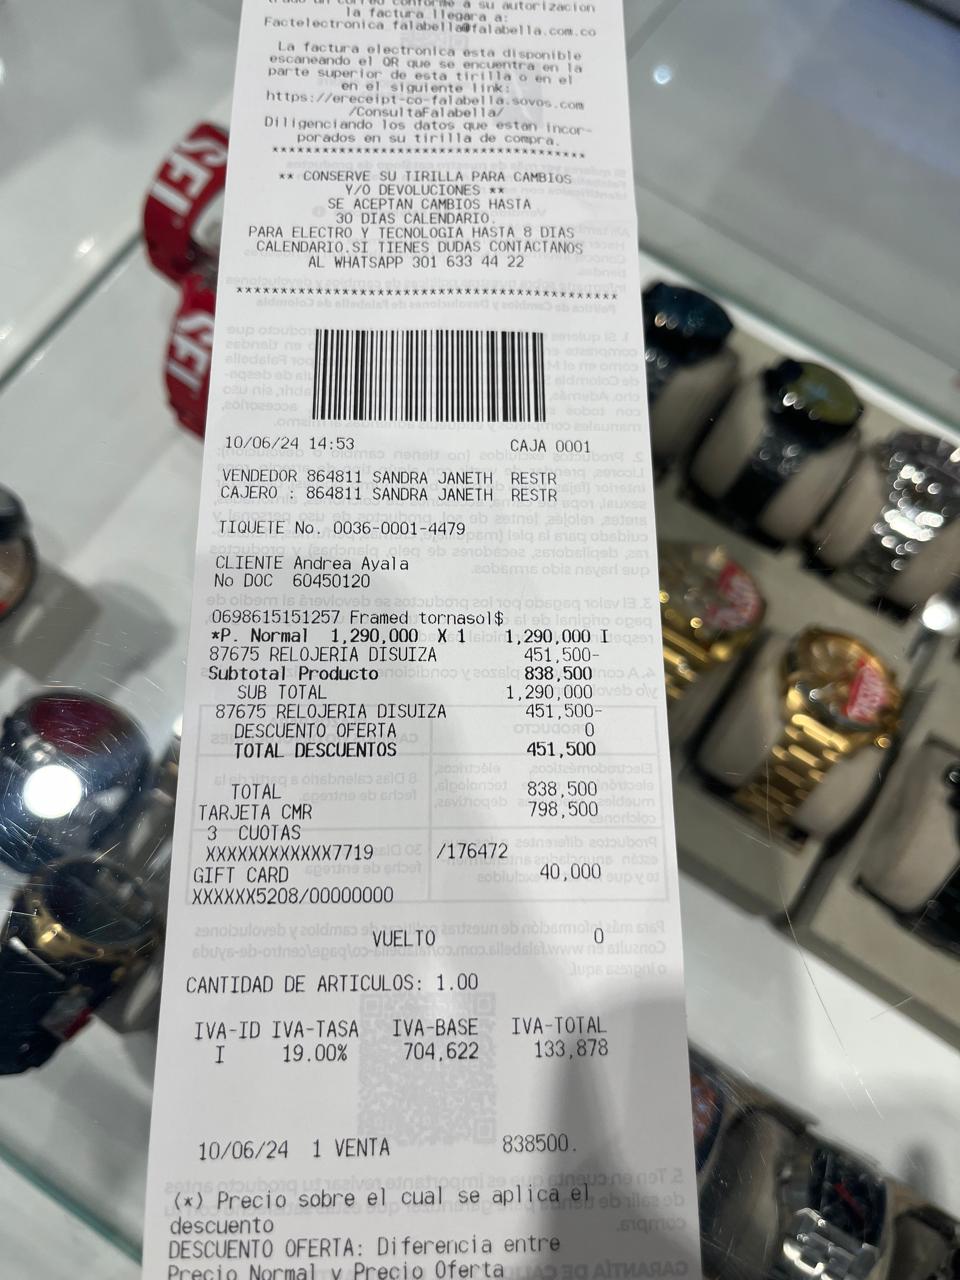 la factura llegara a:
Factelectronica falabella@falabella.com.co
La factura electronica esta disponible
escaneando el QR que se encuentra en la
parte superior de esta tirilla o en el
en el siguiente link:
https://ereceipt-co-falabella.sovos.com
/ConsultaFalabella/
Diligenciando los datos que estan incor-
porados en su tirilla de compra.
***************************************
** CONSERVE SU TIRILLA PARA CAMBIOS
Y/O DEVOLUCIONES **
SE ACEPTAN CAMBIOS HASTA
30 DIAS CALENDARIO.
PARA ELECTRO Y TECNOLOGIA HASTA 8 DIAS
CALENDARIO.SI TIENES DUDAS CONTACTANOS
AL WHATSAPP 301 633 44 22
******************************************
10/06/24 14:53 CAJA 0001
VENDEDOR 864811 SANDRA JANETH RESTR
CAJERO : 864811 SANDRA JANETH RESTR
TIQUETE No. 0036-0001-4479
CLIENTE Andrea Ayala
No DOC 60450120
0698615151257 Framed tornasol$
*P. Normal 1,290,000 X 1 1,290,000 I
87675 RELOJERIA DISUIZA 451,500-
Subtotal Producto 838,500
SUB TOTAL 1,290,000
87675 RELOJERIA DISUIZA 451,500-
DESCUENTO OFERTA 0
TOTAL DESCUENTOS 451,500
TOTAL 838,500
TARJETA CMR 798,500
3 CUOTAS
XXXXXXXXXXXX7719 /176472
GIFT CARD 40,000
XXXXXX5208/00000000
VUELTO 0
CANTIDAD DE ARTICULOS: 1.00
IVA-ID IVA-TASA IVA-BASE IVA-TOTAL
I 19.00% 704,622 133,878
10/06/24 1 VENTA 838500.
(*) Precio sobre el cual se aplica el
descuento
DESCUENTO OFERTA: Diferencia entre
Precio Normal y Precio Oferta